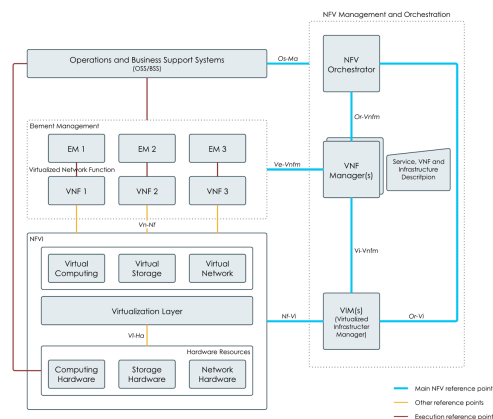 NFV Management and Orchestration
Operations and Business Support Systems
(OSS/BSS)
Os-Ma
NFV
Orchestrator
Or-Vnfm
Element Management
EM 1
EM 2
EM 3
Virtualized Network Function
VNF 1
VNF 2
VNF 3
Ve-Vnfm
VNF
Manager(s)
Service, VNF and
Infrastructure
Descritpion
Vn-Nf
Vi-Vnfm
NFVI
Virtual
Computing
Virtual
Storage
Virtual
Network
Virtualization Layer
Nf-Vi
VIM(s)
(Virtualized
Infrastructer
Manager)
Or-Vi
VI-Ha
Hardware Resources
Computing
Hardware
Storage
Hardware
Network
Hardware
Main NFV reference point
Other reference points
Execution reference point